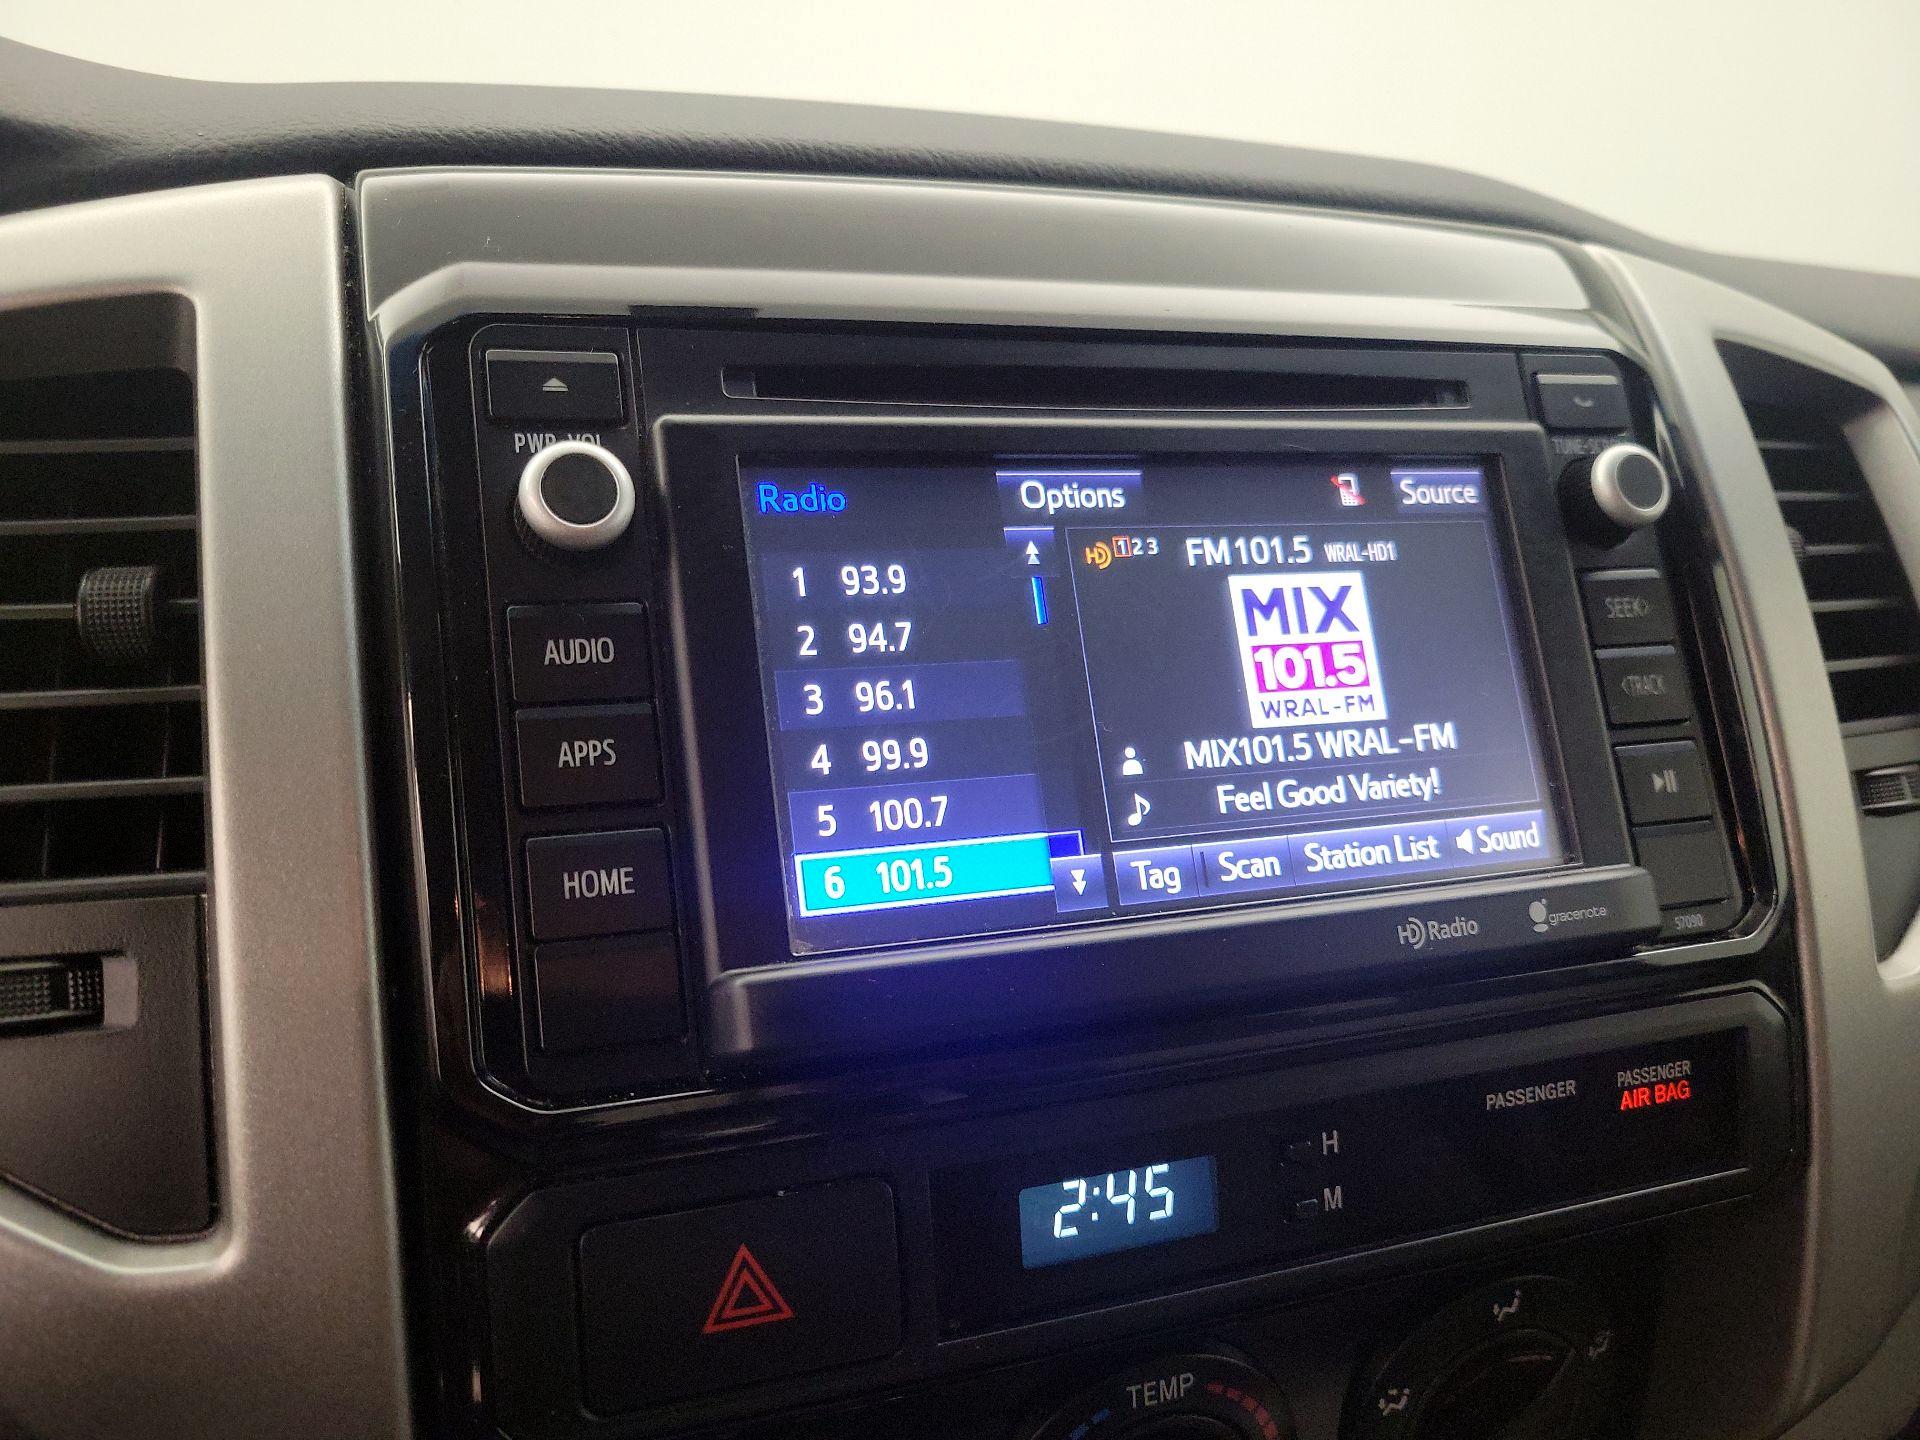 PWR·VOL
TUNE·SCROLL
Radio
Options
Source
1 93.9
2 94.7
3 96.1
4 99.9
5 100.7
6 101.5
HD 1 2 3
FM 101.5 WRAL-HD1
MIX
101.5
WRAL-FM
MIX101.5 WRAL-FM
Feel Good Variety!
Tag
Scan
Station List
Sound
AUDIO
APPS
HOME
SEEK>
<TRACK
HD Radio
gracenote
57090
PASSENGER
PASSENGER
AIR BAG
2:45
H
M
TEMP